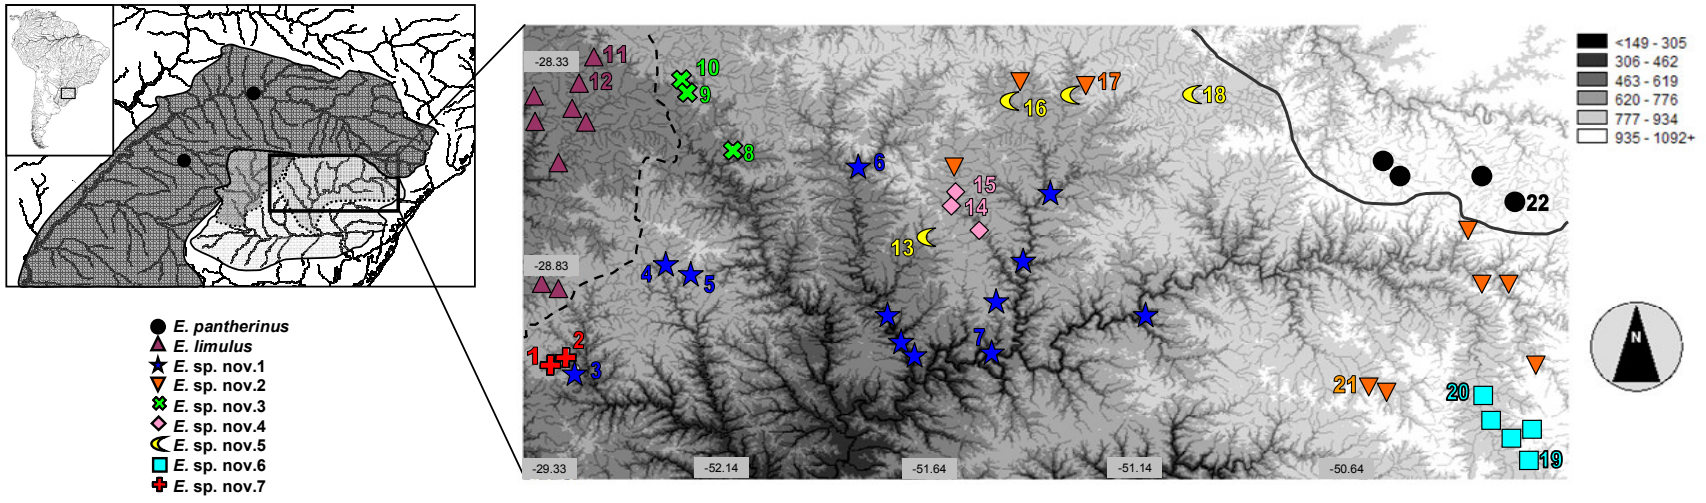 11
-28.33
10
12
9
17
16
18
<149 - 305
306 - 462
463 - 619
620 - 776
777 - 934
935 - 1092+
8
6
15
14
22
13
-28.83
4
5
N
E. pantherinus
E. limulus
E. sp. nov.1
E. sp. nov.2
E. sp. nov.3
E. sp. nov.4
E. sp. nov.5
E. sp. nov.6
E. sp. nov.7
2
1
7
3
21
20
19
-29.33
-52.14
-51.64
-51.14
-50.64